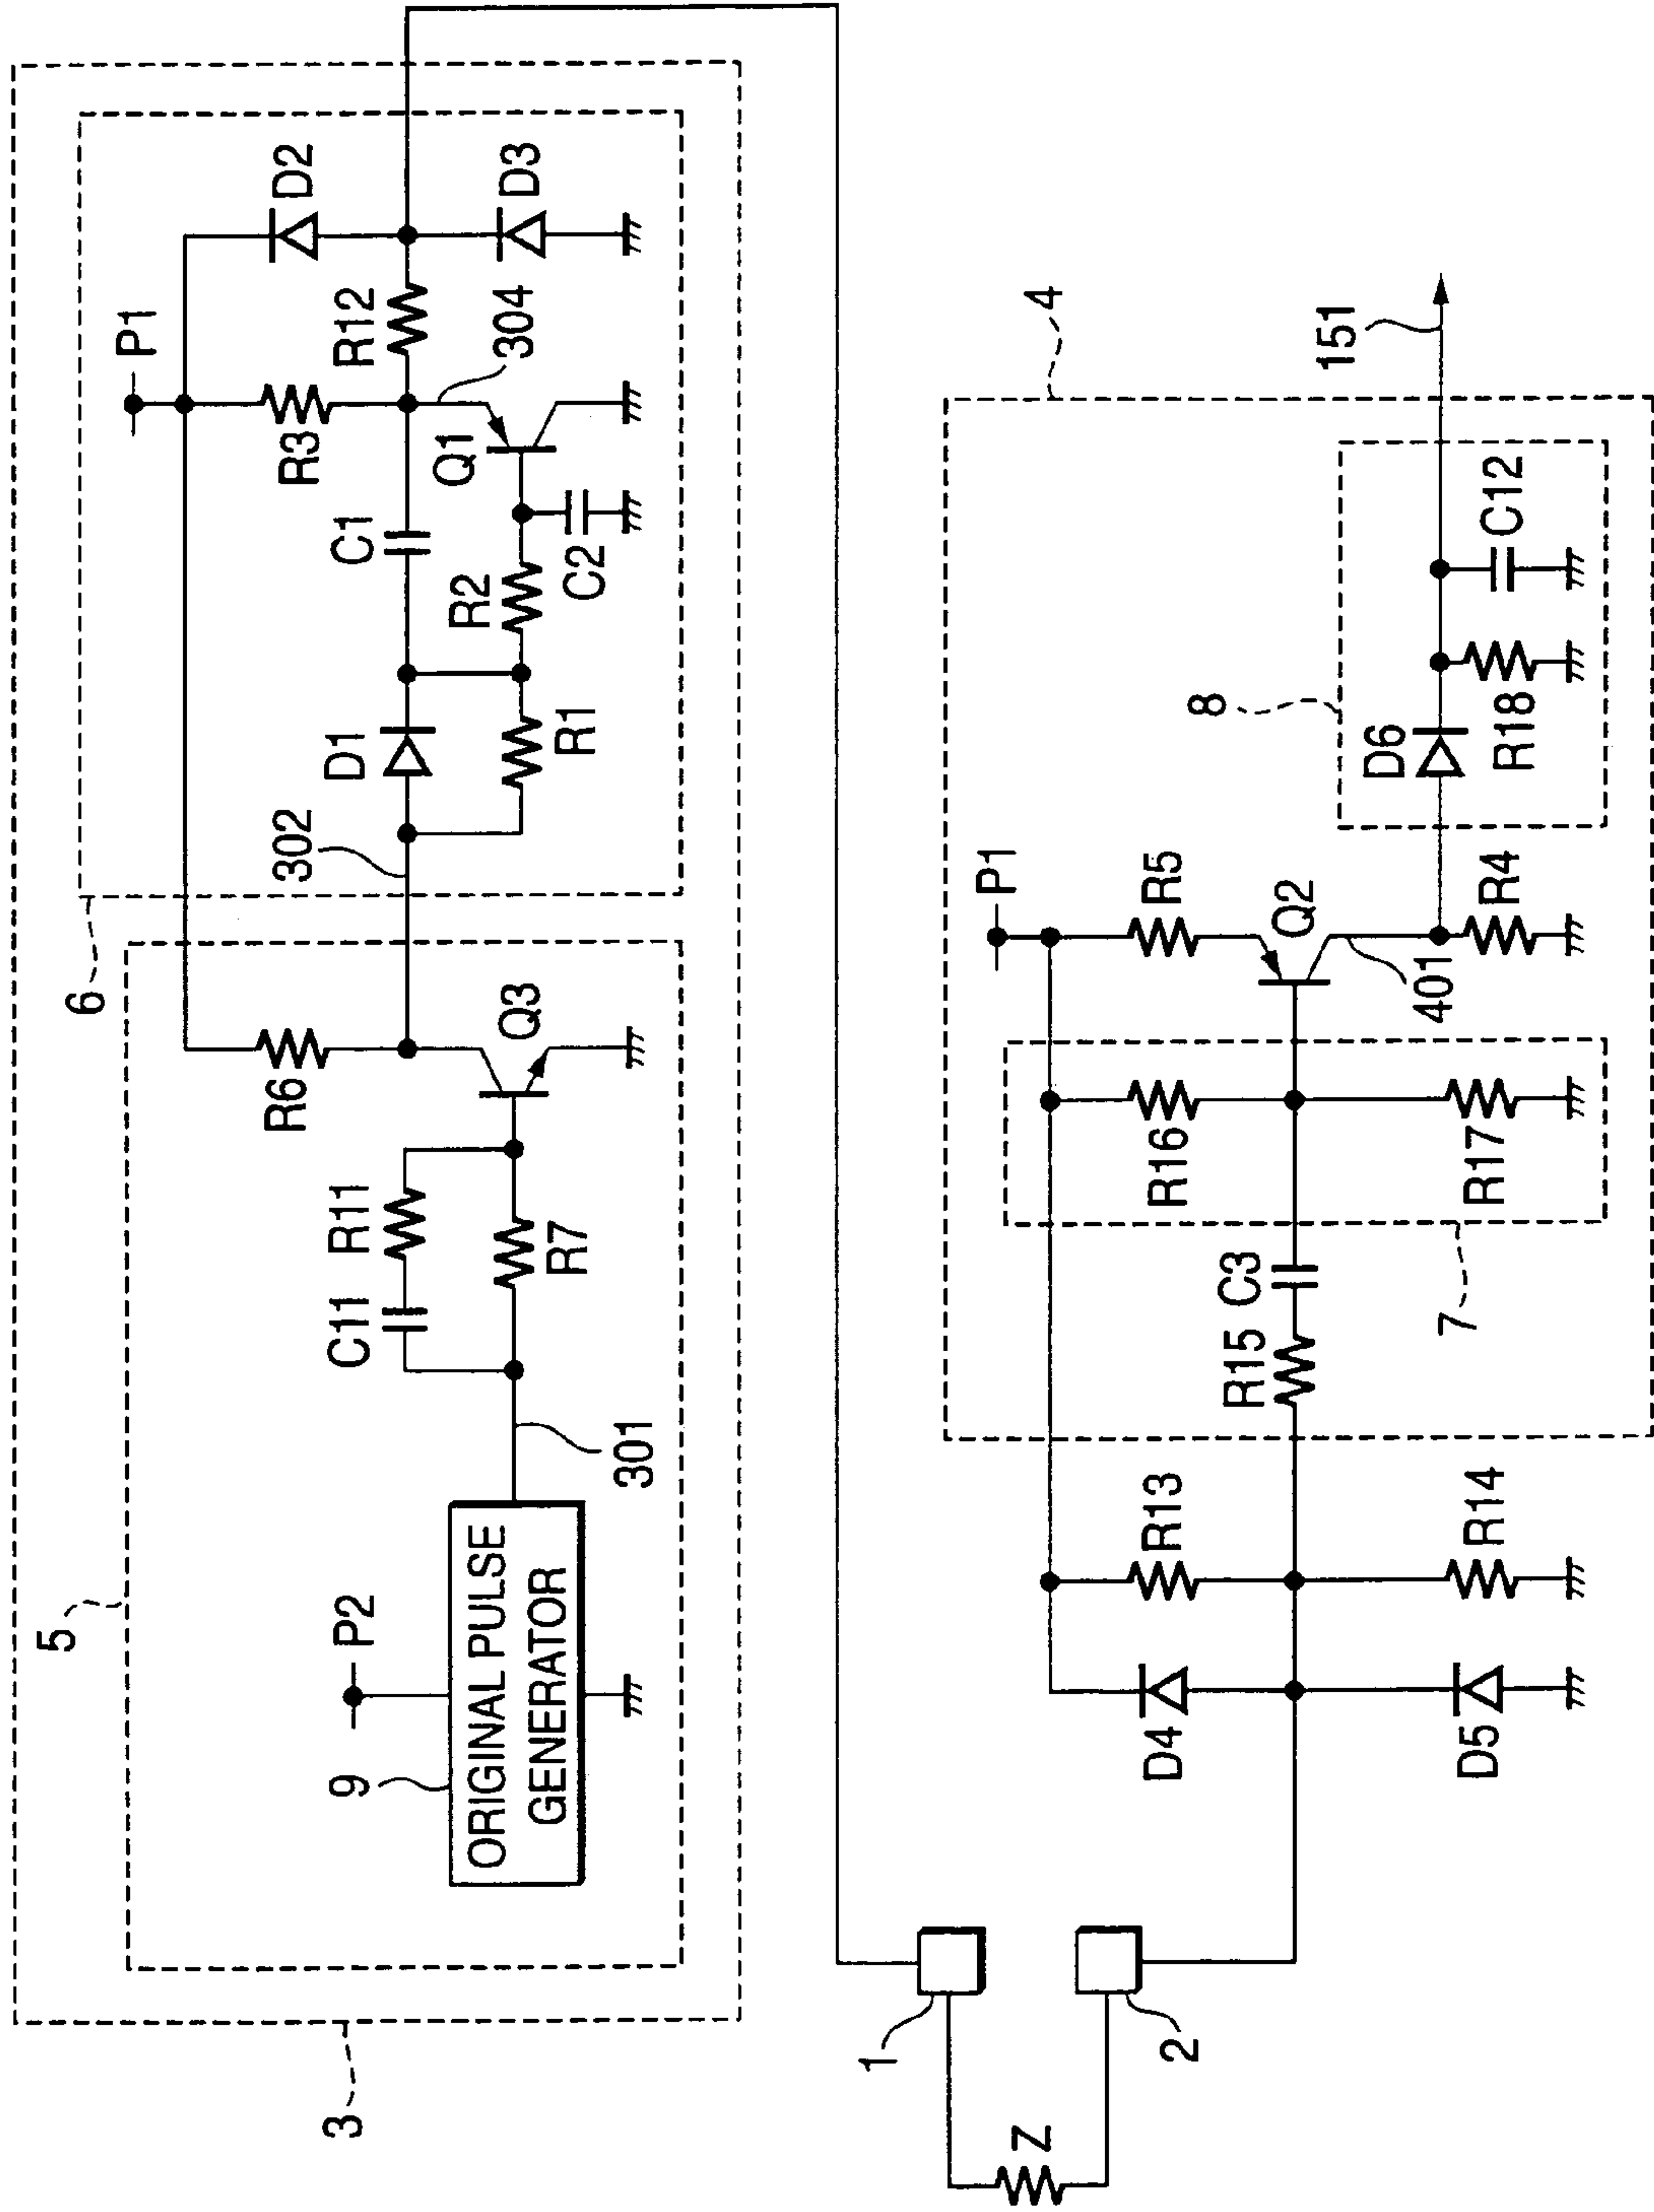 3
5
6
9
P2
ORIGINAL PULSE
GENERATOR
301
C11
R11
R7
R6
Q3
302
D1
R1
C1
R2
C2
Q1
R3
P1
304
R12
D2
D3
1
2
Z
4
D4
D5
R13
R14
R15
C3
7
R16
R17
P1
R5
Q2
401
R4
8
D6
R18
C12
151